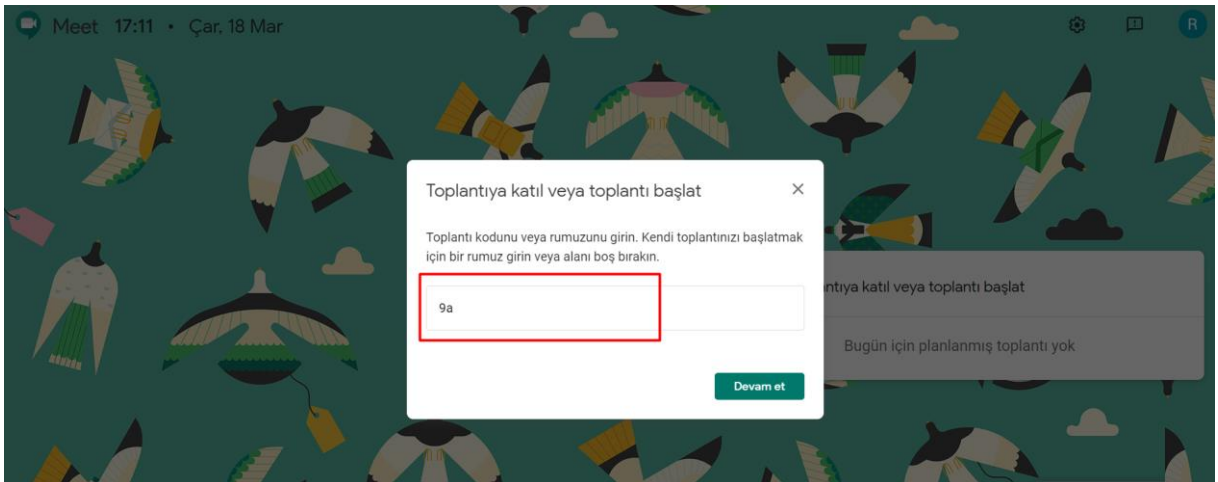 Meet 17:11 • Çar, 18 Mar
R
Toplantıya katıl veya toplantı başlat
Toplantı kodunu veya rumuzunu girin. Kendi toplantınızı başlatmak
için bir rumuz girin veya alanı boş bırakın.
9a
Devam et
ntıya katıl veya toplantı başlat
Bugün için planlanmış toplantı yok